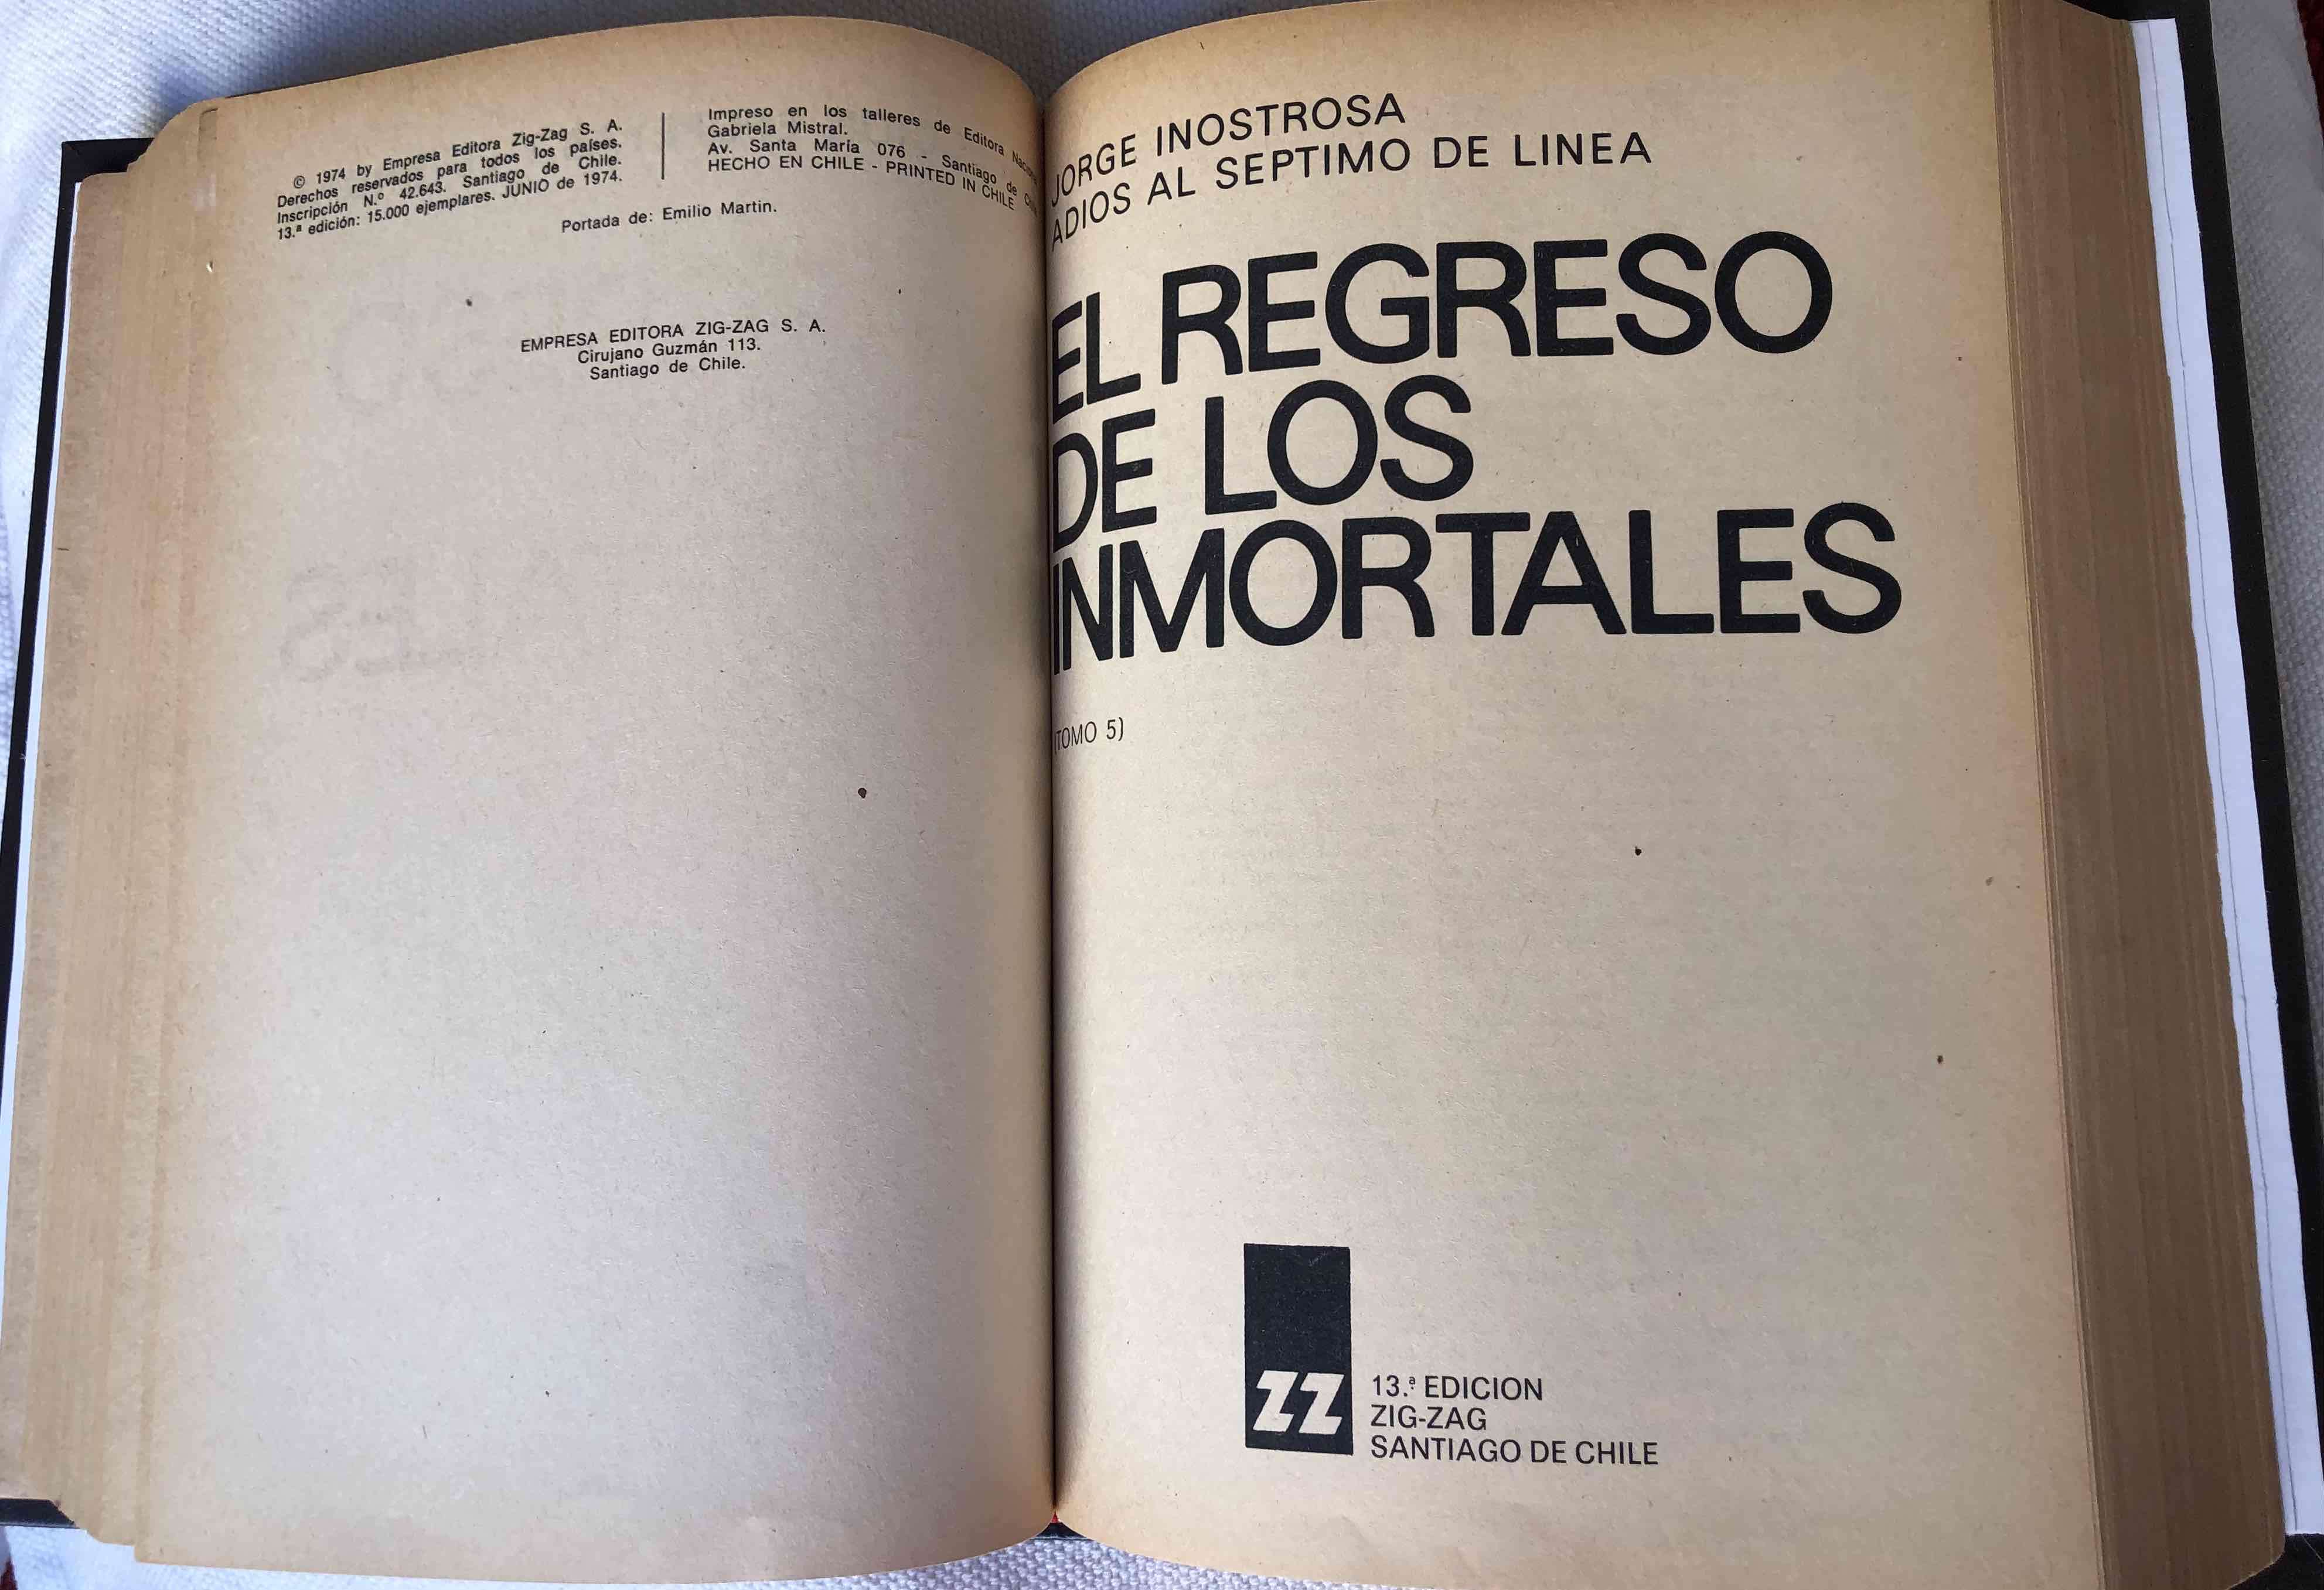 © 1974 by Empresa Editora Zig-Zag S. A.
Derechos reservados para todos los países.
Inscripción N.º 42.643. Santiago de Chile.
13.ª edición: 15.000 ejemplares. JUNIO de 1974.
Impreso en los talleres de Editora Nacional
Gabriela Mistral.
Av. Santa María 076 - Santiago de Chile
HECHO EN CHILE - PRINTED IN CHILE
Portada de: Emilio Martin.
EMPRESA EDITORA ZIG-ZAG S. A.
Cirujano Guzmán 113.
Santiago de Chile.
JORGE INOSTROSA
ADIOS AL SEPTIMO DE LINEA
EL REGRESO
DE LOS
INMORTALES
(TOMO 5)
ZZ
13.ª EDICION
ZIG-ZAG
SANTIAGO DE CHILE